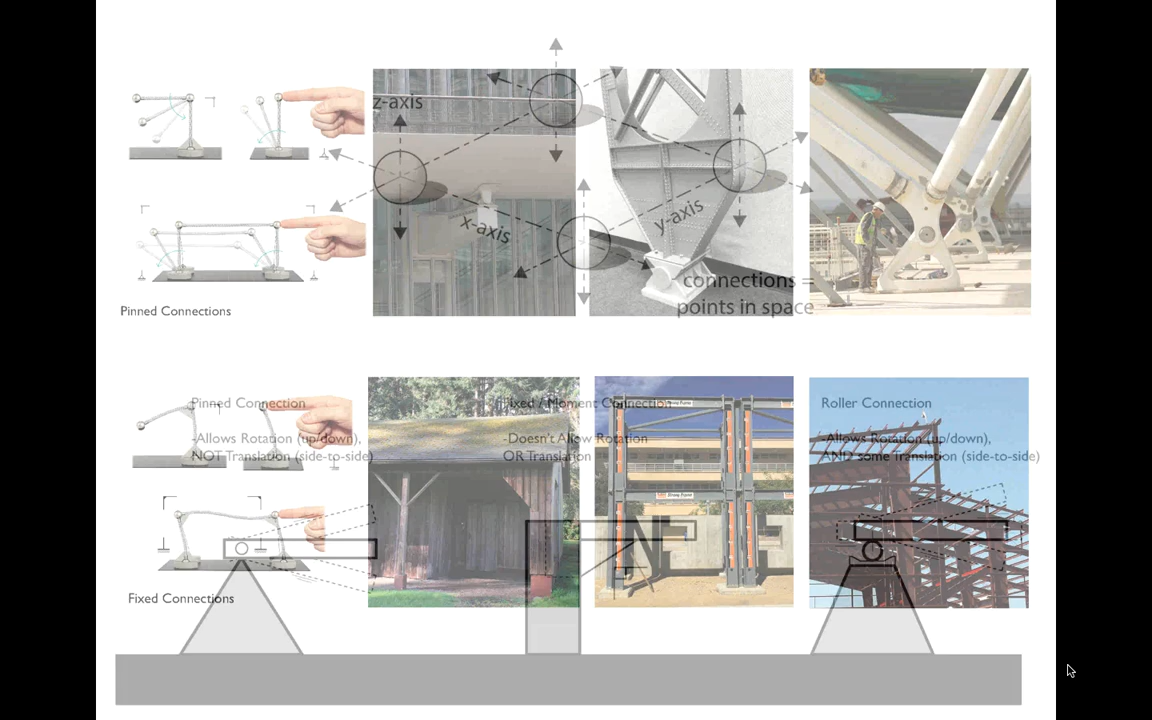 z-axis
x-axis
y-axis
connections =
points in space
Pinned Connections
Pinned Connection
-Allows Rotation (up/down),
NOT Translation (side-to-side)
Fixed / Moment Connection
-Doesn't Allow Rotation
OR Translation
Roller Connection
-Allows Rotation (up/down),
AND some Translation (side-to-side)
Fixed Connections